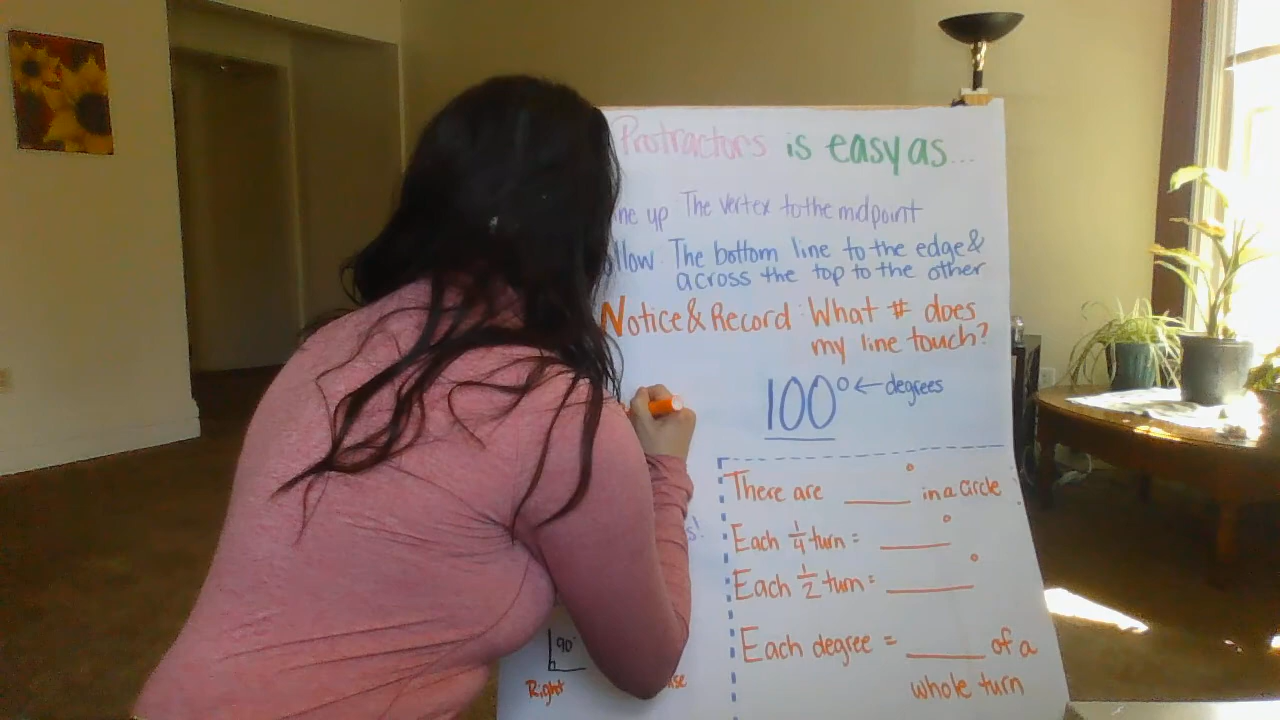 Protractors is easy as...
The vertex to the midpoint
The bottom line to the edge &
across the top to the other
Notice & Record: What # does
my line touch?
100° ← degrees
There are ____° in a circle
Each 1/4 turn = ____°
Each 1/2 turn = ____°
Each degree = ____ of a
whole turn
90°
Right